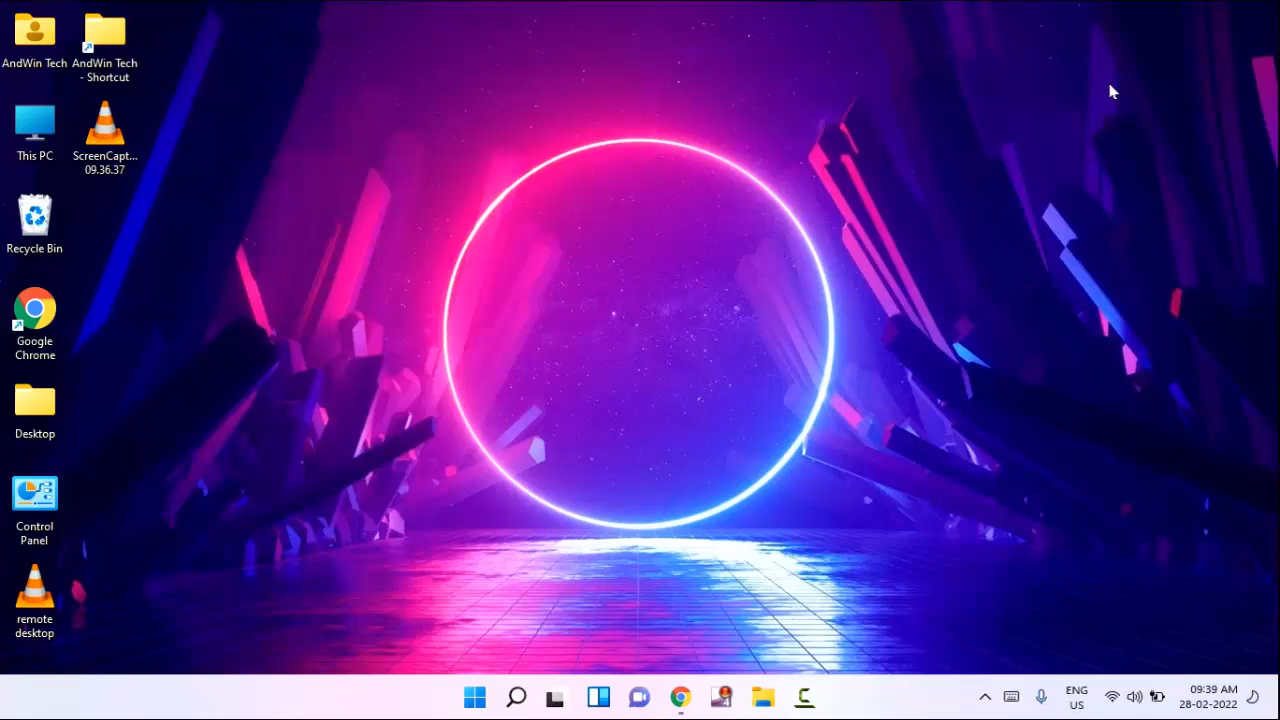 AndWin Tech
AndWin Tech
- Shortcut
This PC
ScreenCapt...
09.36.37
Recycle Bin
Google
Chrome
Desktop
Control
Panel
remote
desktop
ENG
US
09:39 AM
28-02-2022